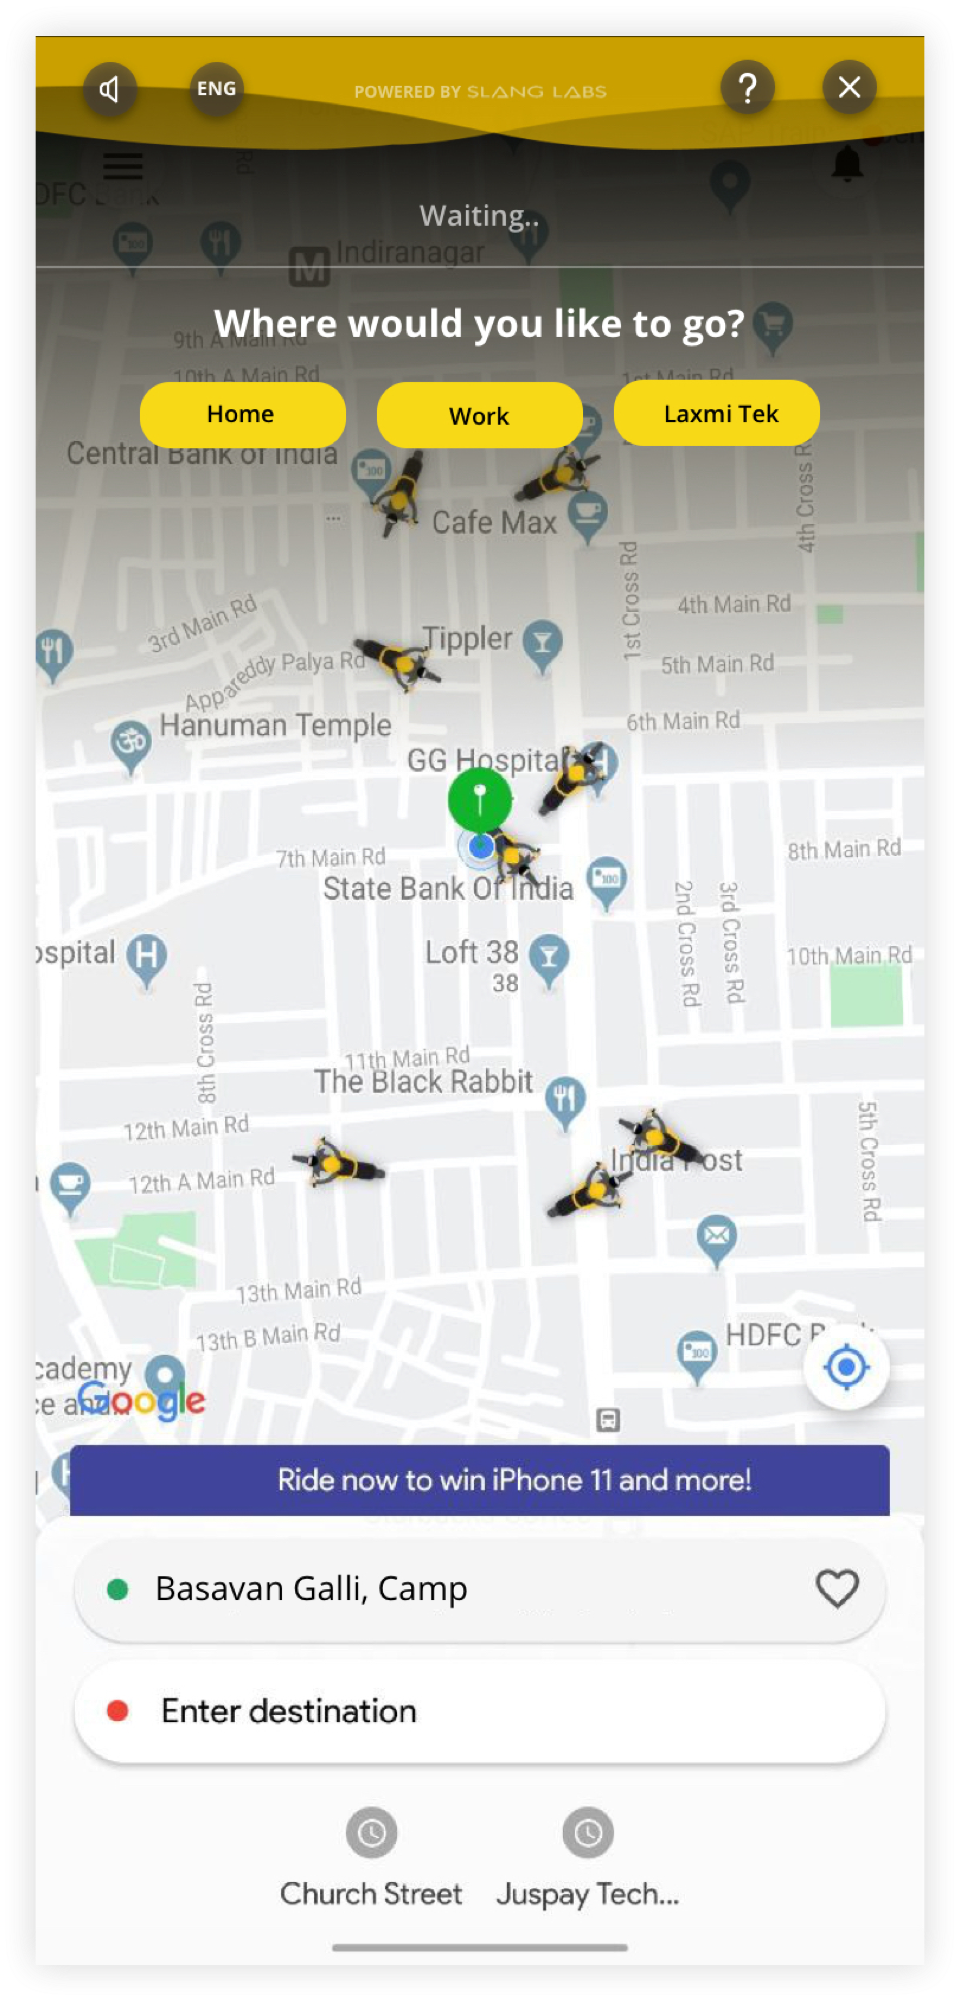 ENG
POWERED BY SLANG LABS
?
Rd
DFC Bank
Waiting..
M Indiranagar
Where would you like to go?
9th A Main Rd
10th A Main Rd
1st Main Rd
Home
Work
Laxmi Tek
Central Bank of India
Cafe Max
4th Cross Rd
1st Cross Rd
3rd Main Rd
4th Main Rd
Tippler
Appareddy Palya Rd
5th Main Rd
Hanuman Temple
6th Main Rd
GG Hospital
7th Main Rd
8th Main Rd
State Bank Of India
2nd Cross Rd
3rd Cross Rd
ospital
Loft 38
38
10th Main Rd
8th Cross Rd
11th Main Rd
The Black Rabbit
12th Main Rd
5th Cross Rd
India Post
12th A Main Rd
13th Main Rd
13th B Main Rd
HDFC Bank
cademy
ce and...
Google
Ride now to win iPhone 11 and more!
Basavan Galli, Camp
Enter destination
Church Street
Juspay Tech...